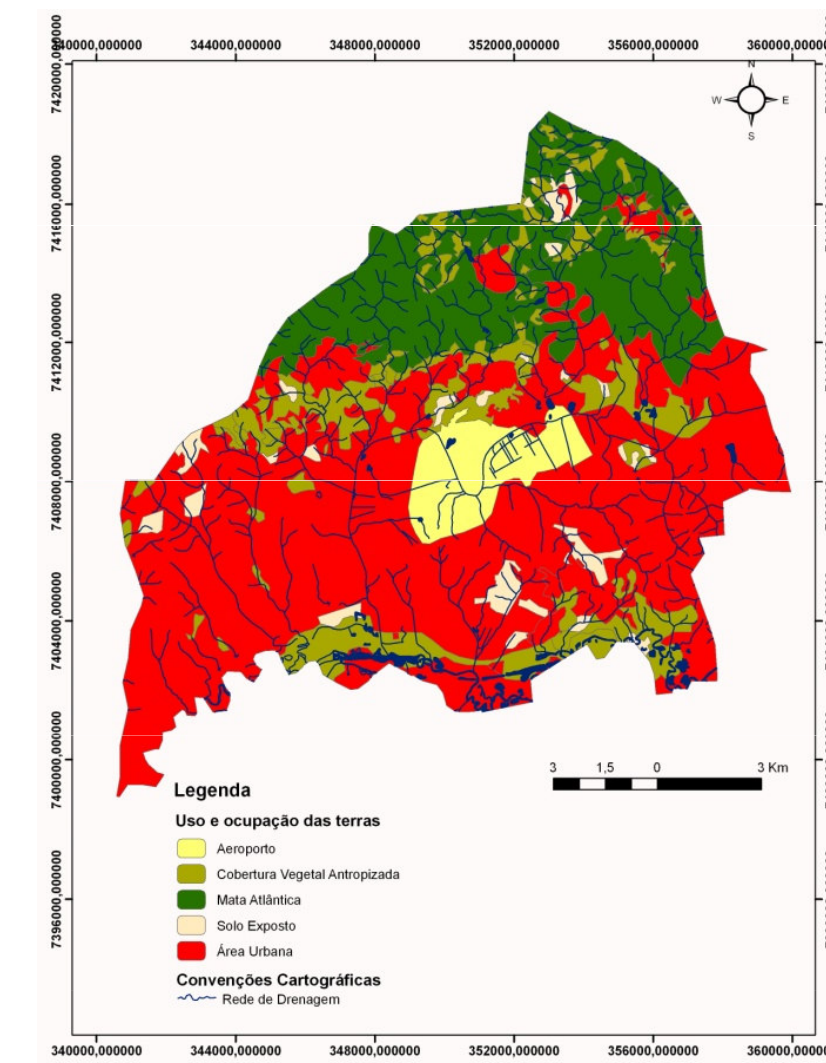 340000,000000 344000,000000 348000,000000 352000,000000 356000,000000 360000,000000
7420000,000000
N
W E
S
7416000,000000
7412000,000000
7408000,000000
7404000,000000
7400000,000000
3 1,5 0 3 Km
Legenda
Uso e ocupação das terras
Aeroporto
Cobertura Vegetal Antropizada
Mata Atlântica
7396000,000000
Solo Exposto
Área Urbana
Convenções Cartográficas
Rede de Drenagem
340000,000000 344000,000000 348000,000000 352000,000000 356000,000000 360000,000000